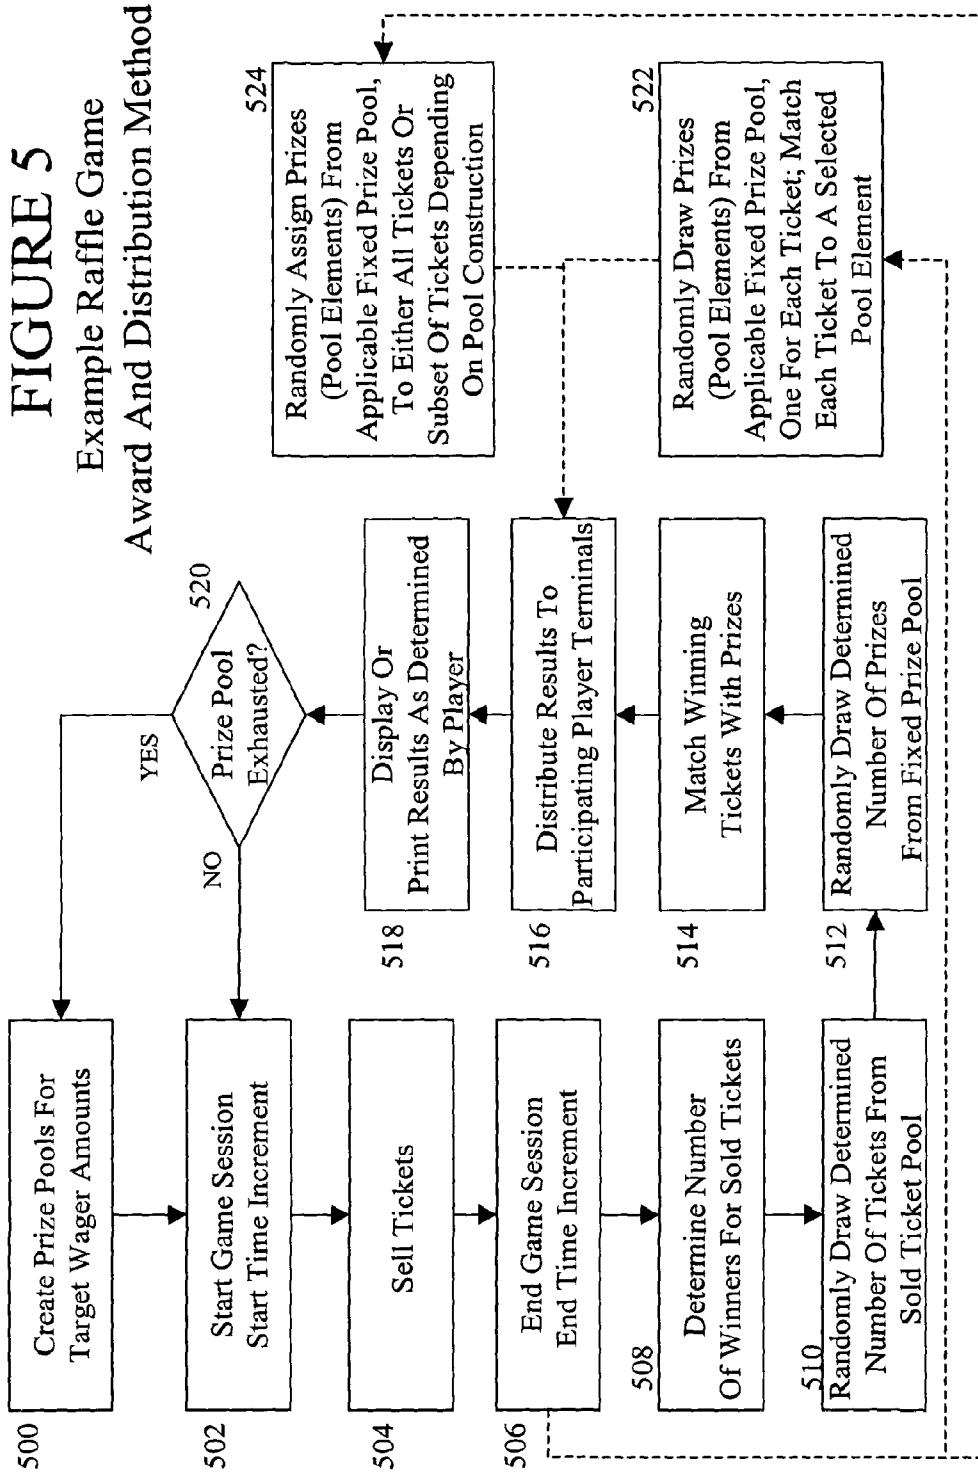 FIGURE 5
Example Raffle Game
Award And Distribution Method
500
Create Prize Pools For
Target Wager Amounts
502
Start Game Session
Start Time Increment
504
Sell Tickets
506
End Game Session
End Time Increment
508
Determine Number
Of Winners For Sold Tickets
510
Randomly Draw Determined
Number Of Tickets From
Sold Ticket Pool
512
Randomly Draw Determined
Number Of Prizes
From Fixed Prize Pool
514
Match Winning
Tickets With Prizes
516
Distribute Results To
Participating Player Terminals
518
Display Or
Print Results As Determined
By Player
520
Prize Pool
Exhausted?
YES
NO
522
Randomly Draw Prizes
(Pool Elements) From
Applicable Fixed Prize Pool,
One For Each Ticket; Match
Each Ticket To A Selected
Pool Element
524
Randomly Assign Prizes
(Pool Elements) From
Applicable Fixed Prize Pool,
To Either All Tickets Or
Subset Of Tickets Depending
On Pool Construction